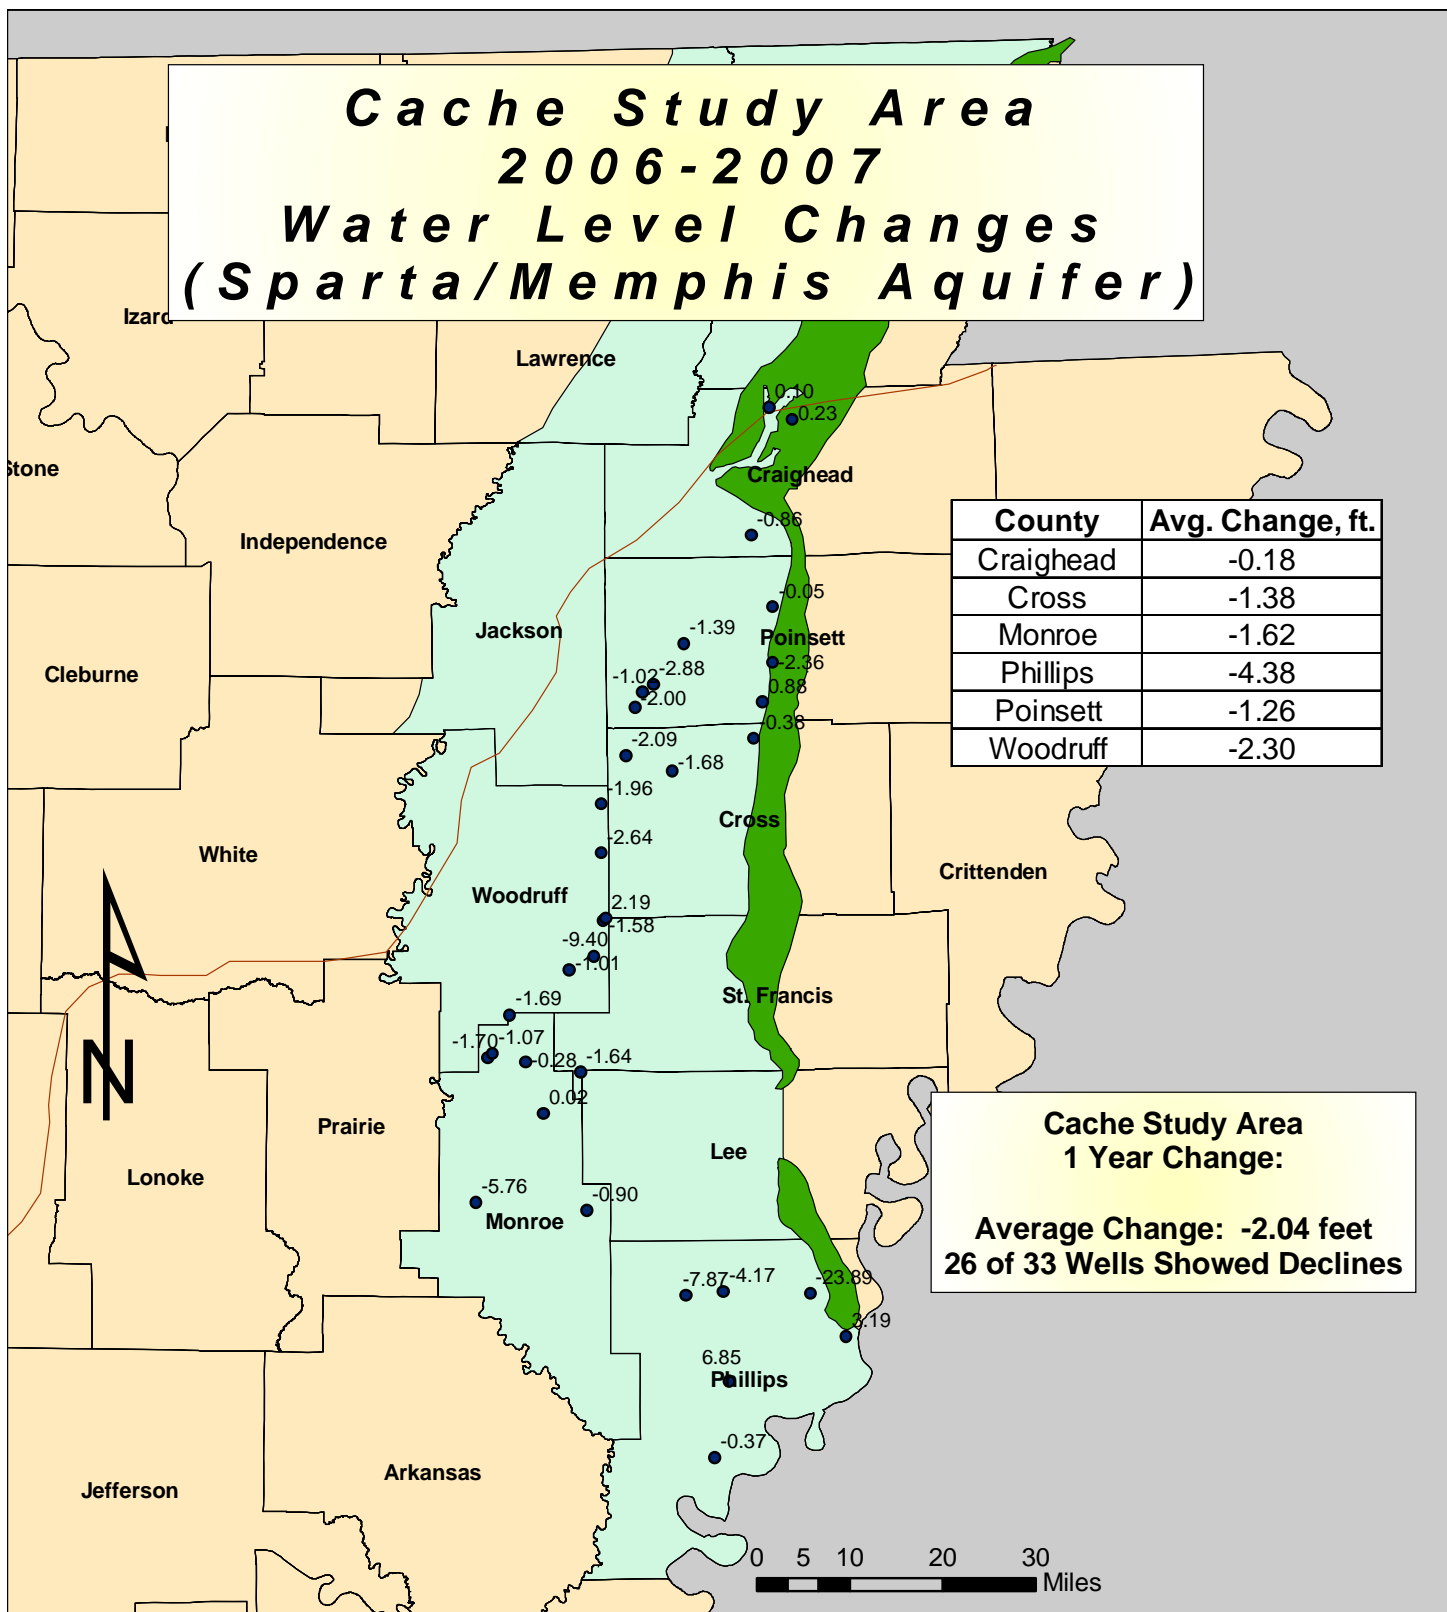 Cache Study Area
2006-2007
Water Level Changes
(Sparta/Memphis Aquifer)
Izard
Lawrence
0.10
0.23
Stone
Craighead
-0.86
Independence
County Avg. Change, ft.
Craighead -0.18
Cross -1.38
Monroe -1.62
Phillips -4.38
Poinsett -1.26
Woodruff -2.30
-0.05
Jackson
-1.39
Poinsett
Cleburne
-2.88
-2.36
-1.02
-2.00
0.88
-0.38
-2.09
-1.68
-1.96
Cross
-2.64
White
Crittenden
Woodruff
2.19
-1.58
-9.40
-1.01
St. Francis
-1.69
-1.70
-1.07
-0.28
-1.64
N
0.02
Prairie
Lee
Lonoke
Cache Study Area
1 Year Change:
Average Change: -2.04 feet
26 of 33 Wells Showed Declines
-5.76
-0.90
Monroe
-7.87
-4.17
-23.89
3.19
6.85
Phillips
-0.37
Arkansas
Jefferson
0 5 10 20 30
Miles